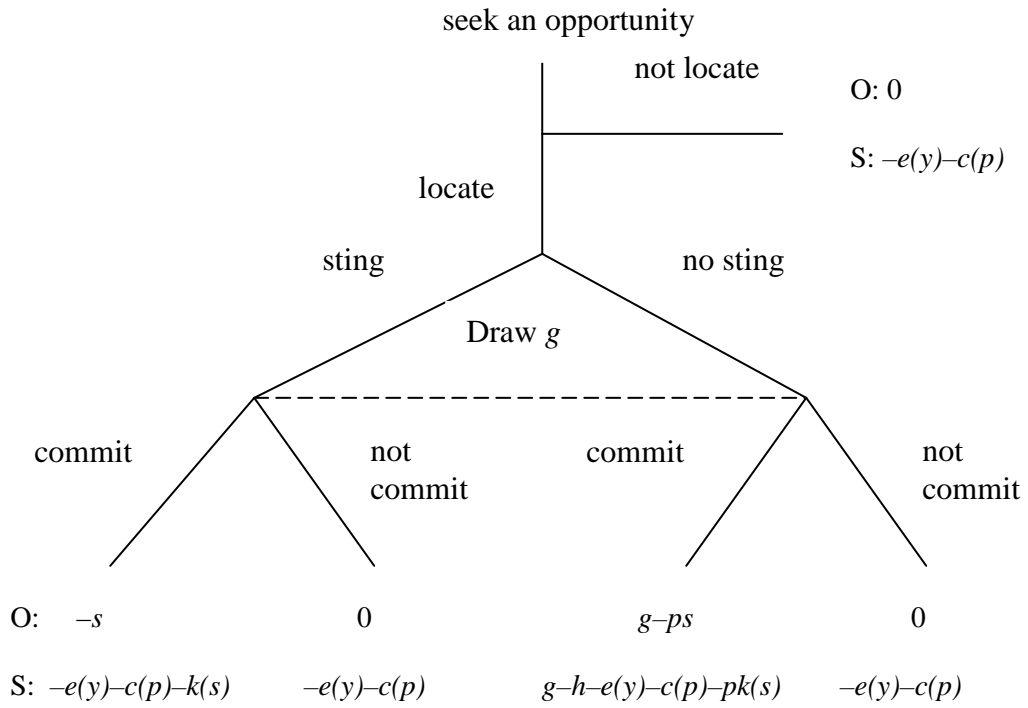 seek an opportunity
not locate
O: 0
S: –e(y)–c(p)
locate
sting
no sting
Draw g
commit
not
commit
commit
not
commit
O: –s 0 g–ps 0
S: –e(y)–c(p)–k(s) –e(y)–c(p) g–h–e(y)–c(p)–pk(s) –e(y)–c(p)